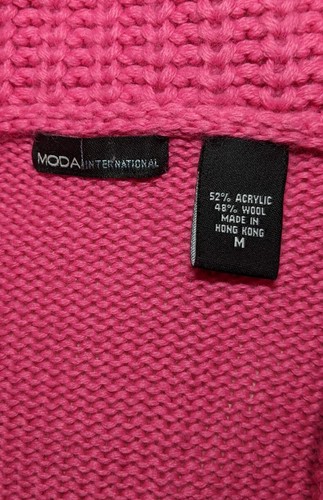 MODA INTERNATIONAL
52% ACRYLIC
48% WOOL
MADE IN
HONG KONG
M